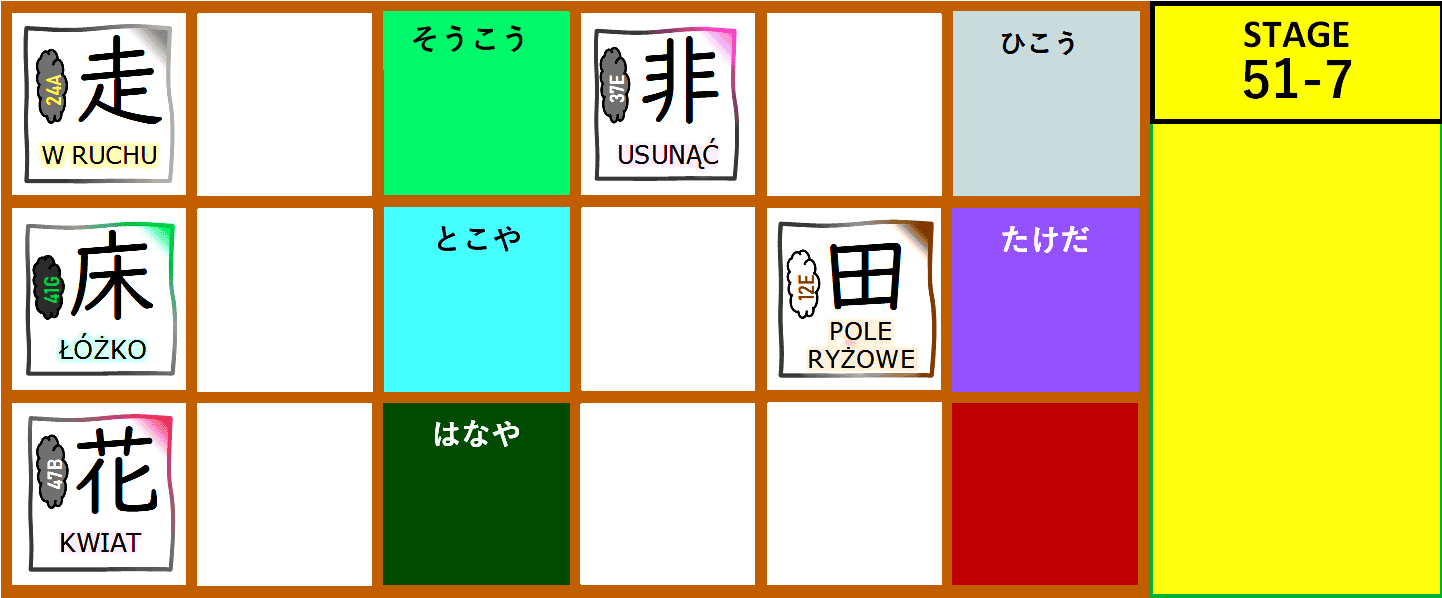 24A
走
W RUCHU
そうこう
37E
非
USUNĄĆ
ひこう
STAGE
51-7
41G
床
ŁÓŻKO
とこや
12E
田
POLE
RYŻOWE
たけだ
47B
花
KWIAT
はなや